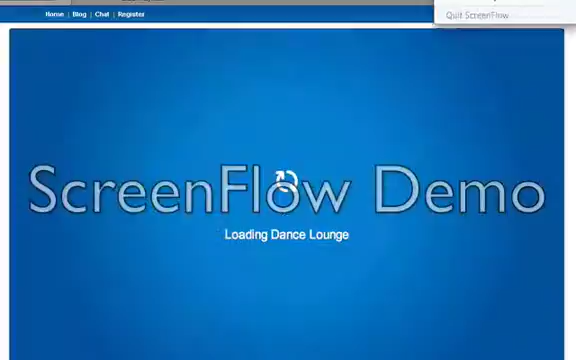 Home | Blog | Chat | Register
Quit ScreenFlow
ScreenFlow Demo
Loading Dance Lounge